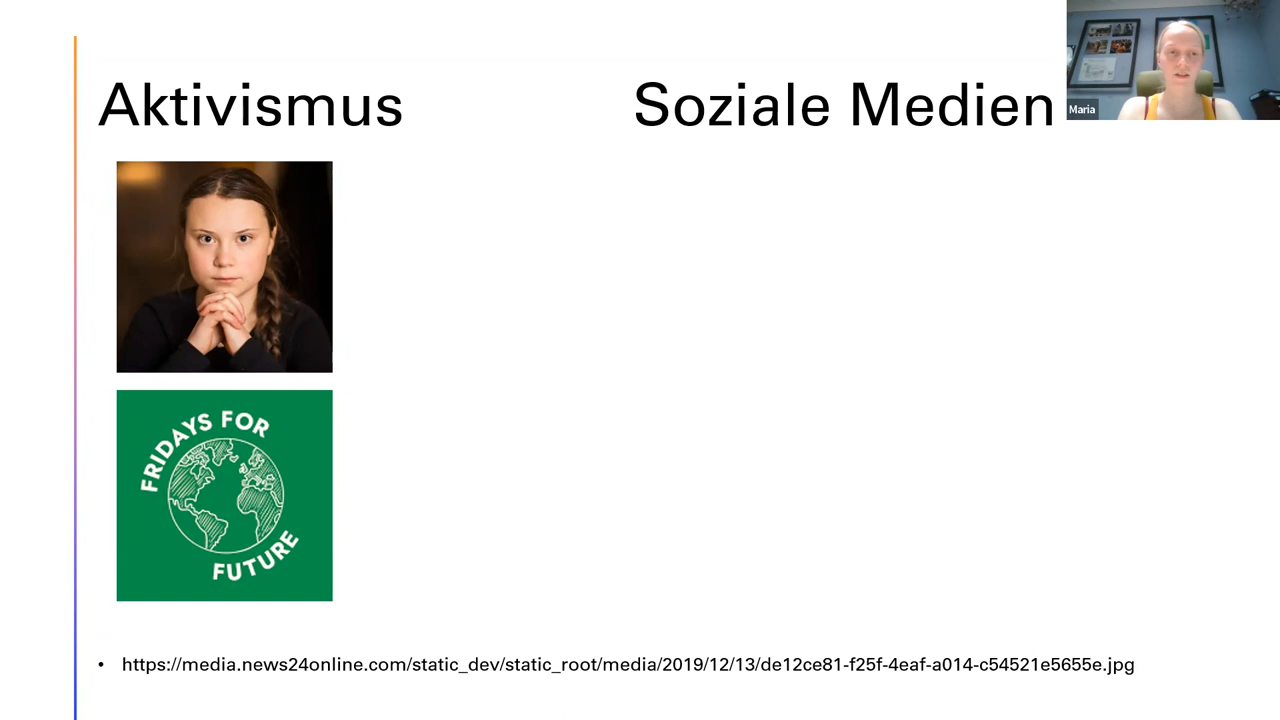 Aktivismus
Soziale Medien
Maria
FRIDAYS FOR
FUTURE
• https://media.news24online.com/static_dev/static_root/media/2019/12/13/de12ce81-f25f-4eaf-a014-c54521e5655e.jpg